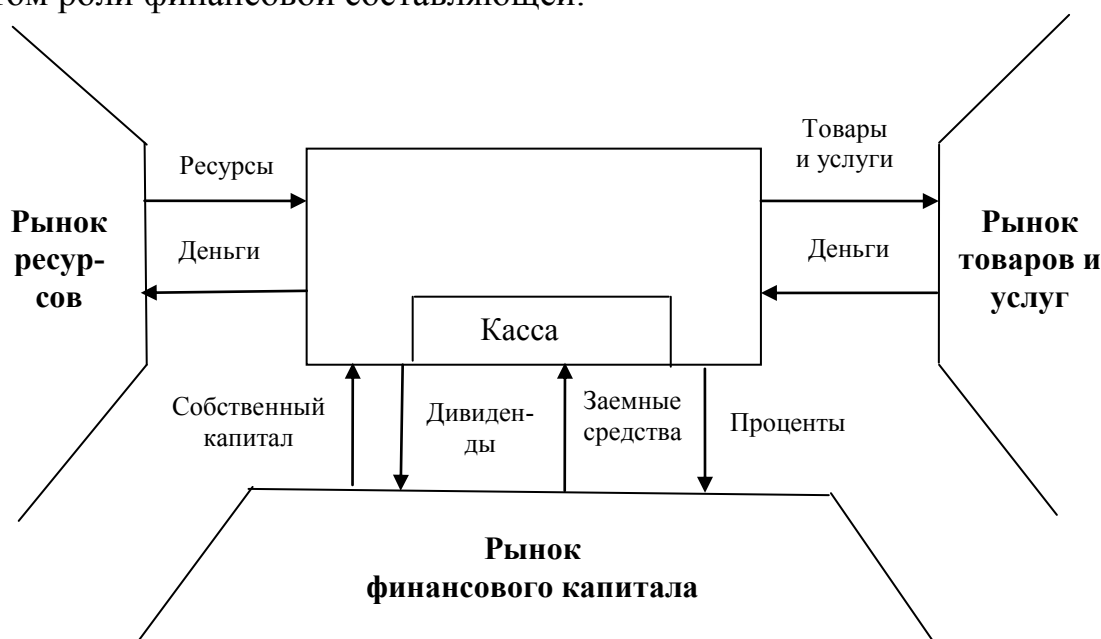 том роли финансовой составляющей.
Товары
и услуги
Ресурсы
Рынок
ресур-
сов
Деньги
Деньги
Рынок
товаров и
услуг
Касса
Собственный
капитал
Дивиден-
ды
Заемные
средства
Проценты
Рынок
финансового капитала